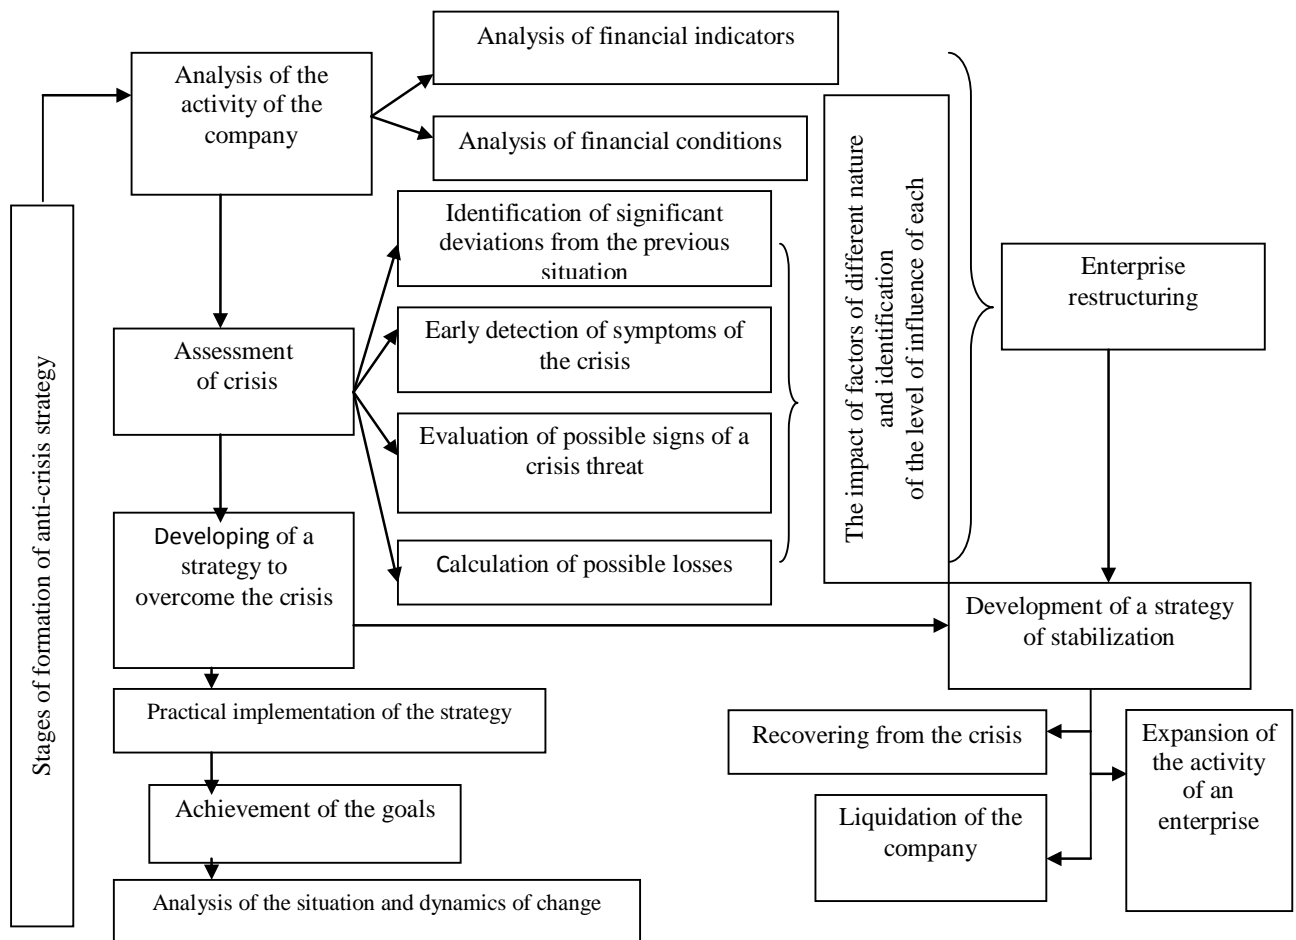 Stages of formation of anti-crisis strategy
Analysis of the
activity of the
company
Analysis of financial indicators
Analysis of financial conditions
Assessment
of crisis
Identification of significant
deviations from the previous
situation
Early detection of symptoms of
the crisis
Evaluation of possible signs of a
crisis threat
Calculation of possible losses
The impact of factors of different nature
and identification
of the level of influence of each
Enterprise
restructuring
Developing of a
strategy to
overcome the crisis
Development of a strategy
of stabilization
Practical implementation of the strategy
Achievement of the goals
Analysis of the situation and dynamics of change
Recovering from the crisis
Liquidation of the
company
Expansion of
the activity
of an
enterprise